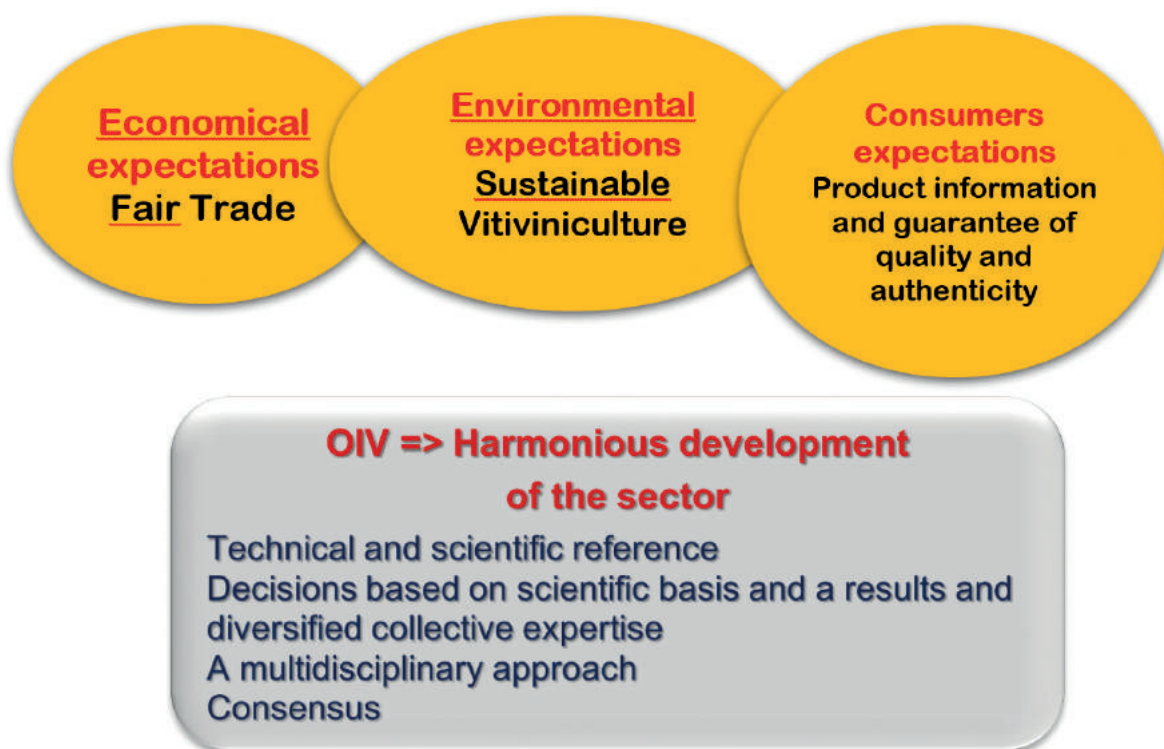 Economical
expectations
Fair Trade
Environmental
expectations
Sustainable
Vitiviniculture
Consumers
expectations
Product information
and guarantee of
quality and
authenticity
OIV => Harmonious development
of the sector
Technical and scientific reference
Decisions based on scientific basis and a results and
diversified collective expertise
A multidisciplinary approach
Consensus